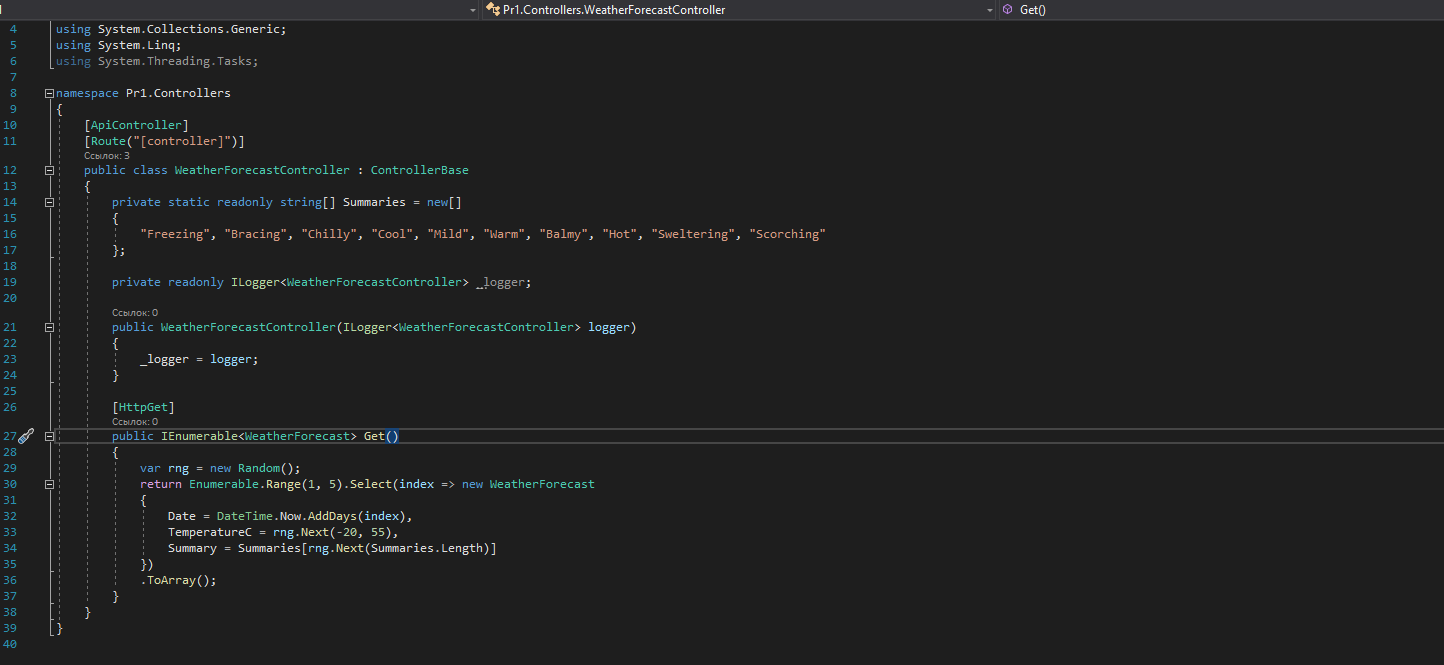 Pr1.Controllers.WeatherForecastController
Get()
4 using System.Collections.Generic;
5 using System.Linq;
6 using System.Threading.Tasks;
7
8 namespace Pr1.Controllers
9 {
10 [ApiController]
11 [Route("[controller]")]
Ссылок: 3
12 public class WeatherForecastController : ControllerBase
13 {
14 private static readonly string[] Summaries = new[]
15 {
16 "Freezing", "Bracing", "Chilly", "Cool", "Mild", "Warm", "Balmy", "Hot", "Sweltering", "Scorching"
17 };
18
19 private readonly ILogger<WeatherForecastController> _logger;
20
Ссылок: 0
21 public WeatherForecastController(ILogger<WeatherForecastController> logger)
22 {
23 _logger = logger;
24 }
25
26 [HttpGet]
Ссылок: 0
27 public IEnumerable<WeatherForecast> Get()
28 {
29 var rng = new Random();
30 return Enumerable.Range(1, 5).Select(index => new WeatherForecast
31 {
32 Date = DateTime.Now.AddDays(index),
33 TemperatureC = rng.Next(-20, 55),
34 Summary = Summaries[rng.Next(Summaries.Length)]
35 })
36 .ToArray();
37 }
38 }
39 }
40